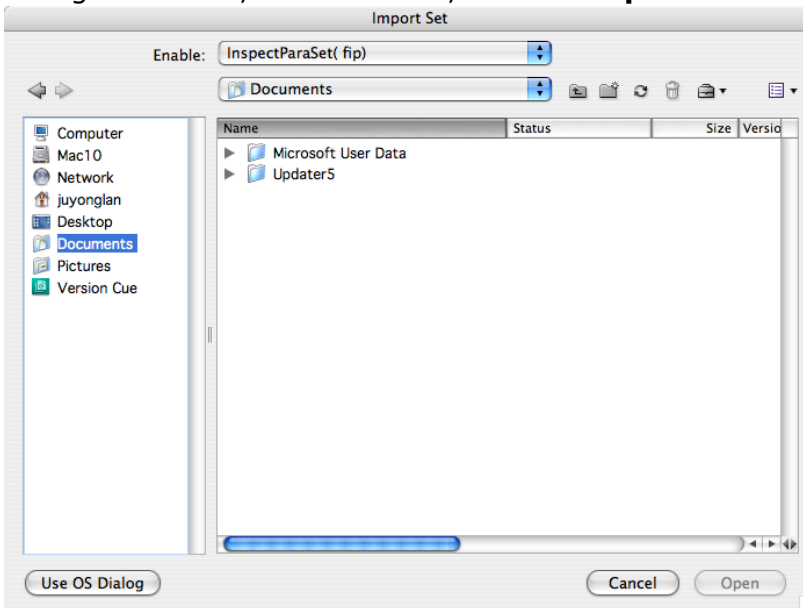 Import Set
Enable: InspectParaSet( fip)
Documents
Name Status Size Versio
Computer
Mac10
Network
juyonglan
Desktop
Documents
Pictures
Version Cue
Microsoft User Data
Updater5
Use OS Dialog Cancel Open